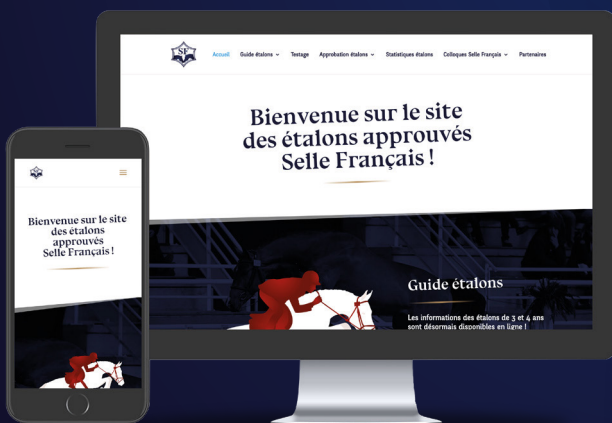 SF
Accueil Guide étalons Testage Approbation étalons Statistiques étalons Colloques Selle Français Partenaires
Bienvenue sur le site
des étalons approuvés
Selle Français !
Guide étalons
Les informations des étalons de 3 et 4 ans
sont désormais disponibles en ligne !
Bienvenue sur le site
des étalons
approuvés
Selle Français !